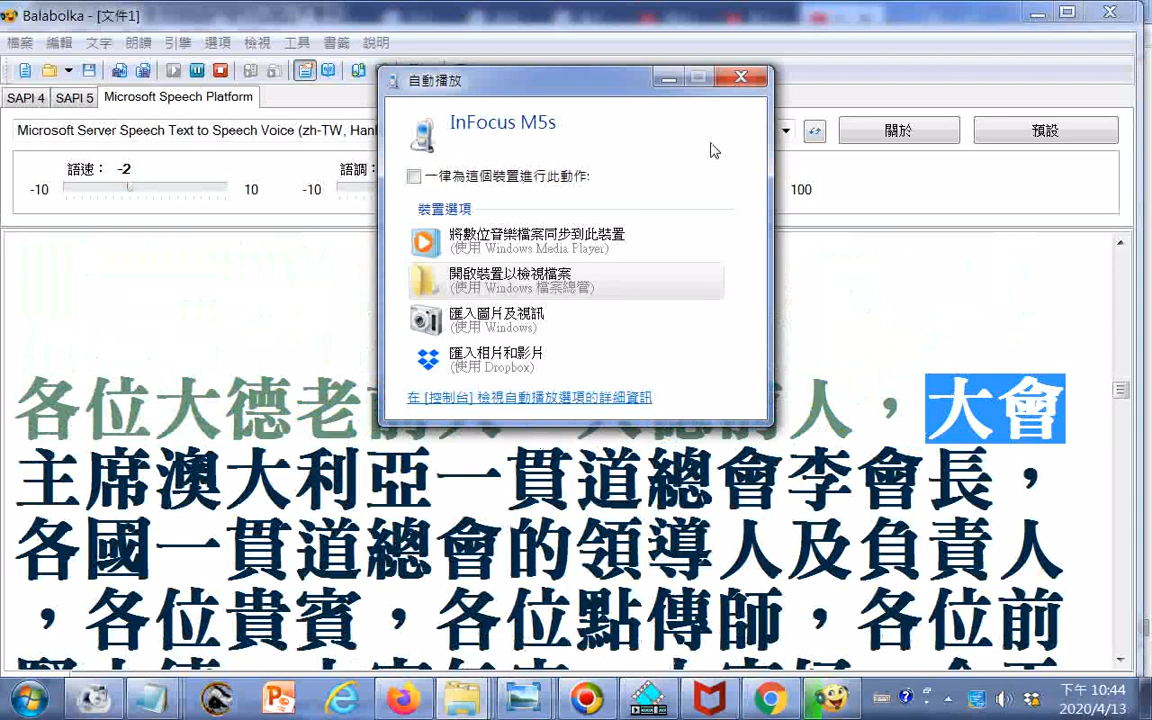 Balabolka - [文件1]
檔案 編輯 文字 朗讀 引擎 選項 檢視 工具 書籤 說明
SAPI 4 SAPI 5 Microsoft Speech Platform
Microsoft Server Speech Text to Speech Voice (zh-TW, Han
關於 預設
語速： -2 語調：
-10 10 -10 100
自動播放
InFocus M5s
一律為這個裝置進行此動作:
裝置選項
將數位音樂檔案同步到此裝置
(使用 Windows Media Player)
開啟裝置以檢視檔案
(使用 Windows 檔案總管)
匯入圖片及視訊
(使用 Windows)
匯入相片和影片
(使用 Dropbox)
在 [控制台] 檢視自動播放選項的詳細資訊
各位大德老前人，大德前人，大會
主席澳大利亞一貫道總會李會長，
各國一貫道總會的領導人及負責人
，各位貴賓，各位點傳師，各位前
下午 10:44
2020/4/13